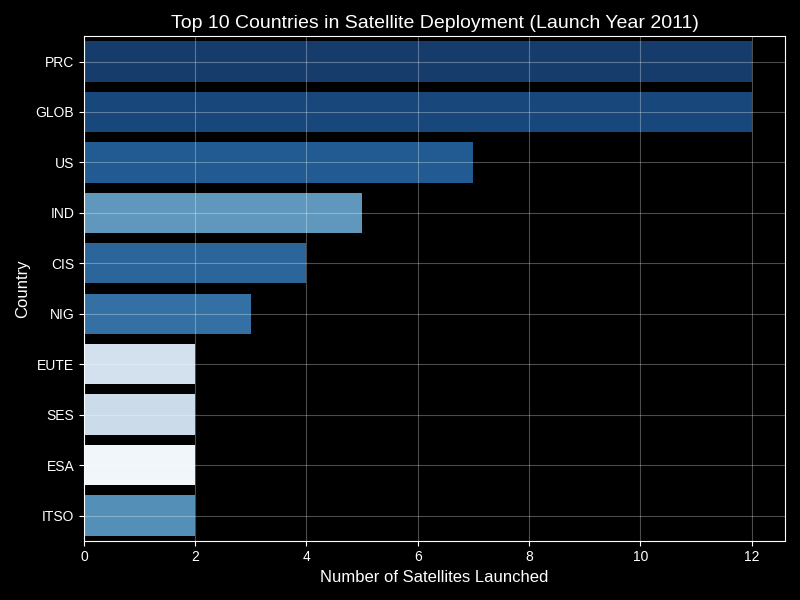 Top 10 Countries in Satellite Deployment (Launch Year 2011)
PRC
GLOB
US
IND
CIS
NIG
EUTE
SES
ESA
ITSO
Country
0 2 4 6 8 10 12
Number of Satellites Launched